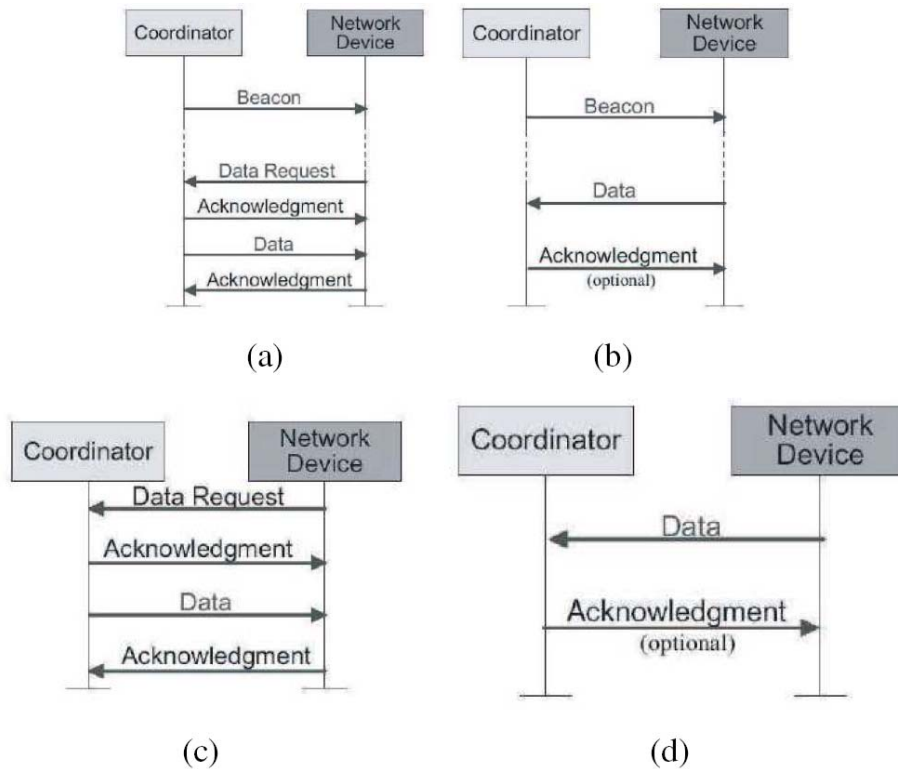 Coordinator
Network
Device
Beacon
Data Request
Acknowledgment
Data
Acknowledgment
(a)
Coordinator
Network
Device
Beacon
Data
Acknowledgment
(optional)
(b)
Coordinator
Network
Device
Data Request
Acknowledgment
Data
Acknowledgment
(c)
Coordinator
Network
Device
Data
Acknowledgment
(optional)
(d)